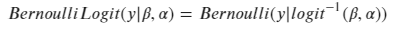 BernoulliLogit(y|β, α) = Bernoulli(y|logit⁻¹(β, α))